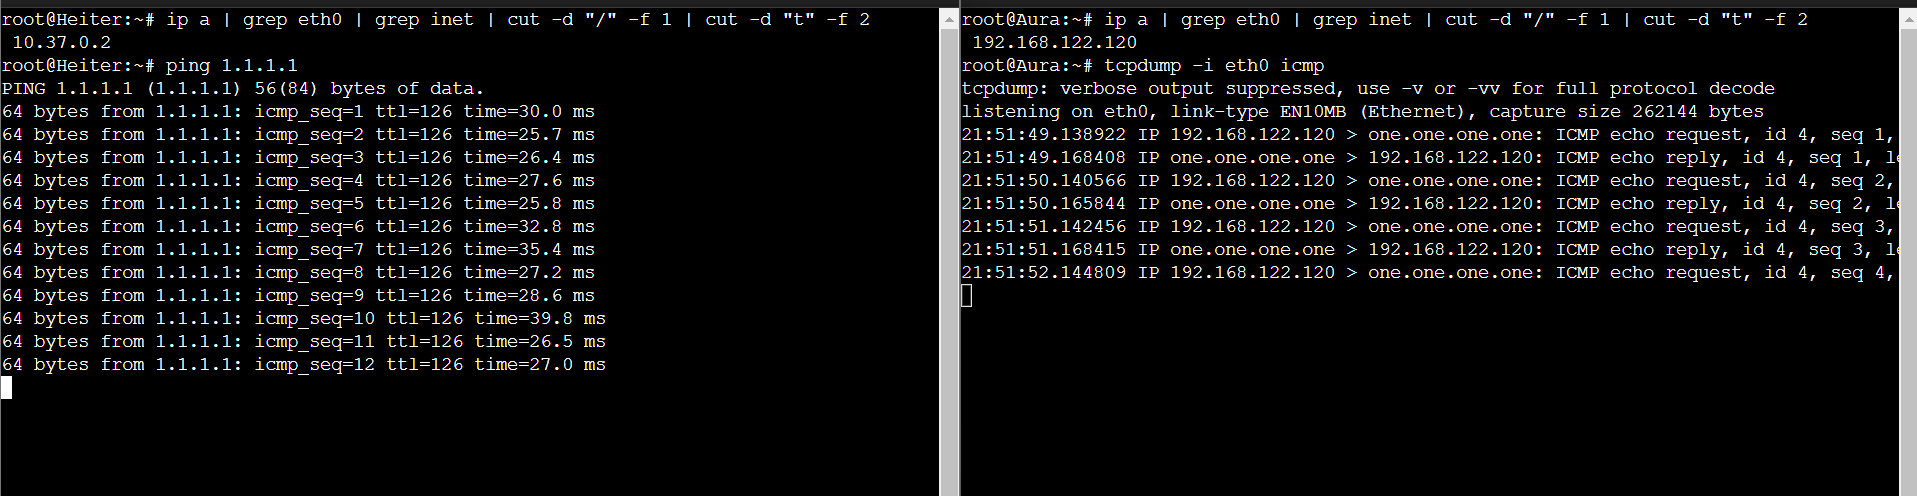 root@Heiter:~# ip a | grep eth0 | grep inet | cut -d "/" -f 1 | cut -d "t" -f 2
 10.37.0.2
root@Heiter:~# ping 1.1.1.1
PING 1.1.1.1 (1.1.1.1) 56(84) bytes of data.
64 bytes from 1.1.1.1: icmp_seq=1 ttl=126 time=30.0 ms
64 bytes from 1.1.1.1: icmp_seq=2 ttl=126 time=25.7 ms
64 bytes from 1.1.1.1: icmp_seq=3 ttl=126 time=26.4 ms
64 bytes from 1.1.1.1: icmp_seq=4 ttl=126 time=27.6 ms
64 bytes from 1.1.1.1: icmp_seq=5 ttl=126 time=25.8 ms
64 bytes from 1.1.1.1: icmp_seq=6 ttl=126 time=32.8 ms
64 bytes from 1.1.1.1: icmp_seq=7 ttl=126 time=35.4 ms
64 bytes from 1.1.1.1: icmp_seq=8 ttl=126 time=27.2 ms
64 bytes from 1.1.1.1: icmp_seq=9 ttl=126 time=28.6 ms
64 bytes from 1.1.1.1: icmp_seq=10 ttl=126 time=39.8 ms
64 bytes from 1.1.1.1: icmp_seq=11 ttl=126 time=26.5 ms
64 bytes from 1.1.1.1: icmp_seq=12 ttl=126 time=27.0 ms
root@Aura:~# ip a | grep eth0 | grep inet | cut -d "/" -f 1 | cut -d "t" -f 2
 192.168.122.120
root@Aura:~# tcpdump -i eth0 icmp
tcpdump: verbose output suppressed, use -v or -vv for full protocol decode
listening on eth0, link-type EN10MB (Ethernet), capture size 262144 bytes
21:51:49.138922 IP 192.168.122.120 > one.one.one.one: ICMP echo request, id 4, seq 1,
21:51:49.168408 IP one.one.one.one > 192.168.122.120: ICMP echo reply, id 4, seq 1, le
21:51:50.140566 IP 192.168.122.120 > one.one.one.one: ICMP echo request, id 4, seq 2,
21:51:50.165844 IP one.one.one.one > 192.168.122.120: ICMP echo reply, id 4, seq 2, le
21:51:51.142456 IP 192.168.122.120 > one.one.one.one: ICMP echo request, id 4, seq 3,
21:51:51.168415 IP one.one.one.one > 192.168.122.120: ICMP echo reply, id 4, seq 3, le
21:51:52.144809 IP 192.168.122.120 > one.one.one.one: ICMP echo request, id 4, seq 4,